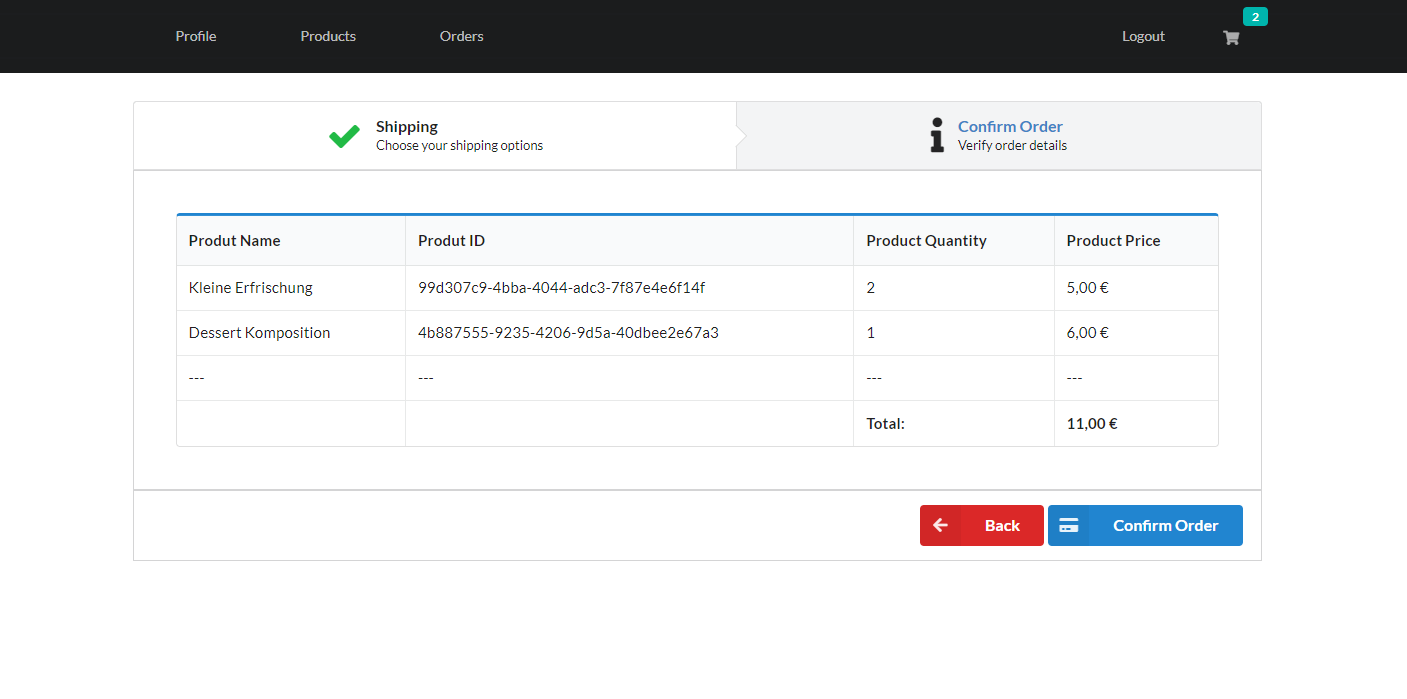 2
Profile Products Orders Logout
Shipping
Choose your shipping options
Confirm Order
Verify order details
Produt Name Produt ID Product Quantity Product Price
Kleine Erfrischung 99d307c9-4bba-4044-adc3-7f87e4e6f14f 2 5,00 €
Dessert Komposition 4b887555-9235-4206-9d5a-40dbee2e67a3 1 6,00 €
--- --- --- ---
Total: 11,00 €
Back Confirm Order